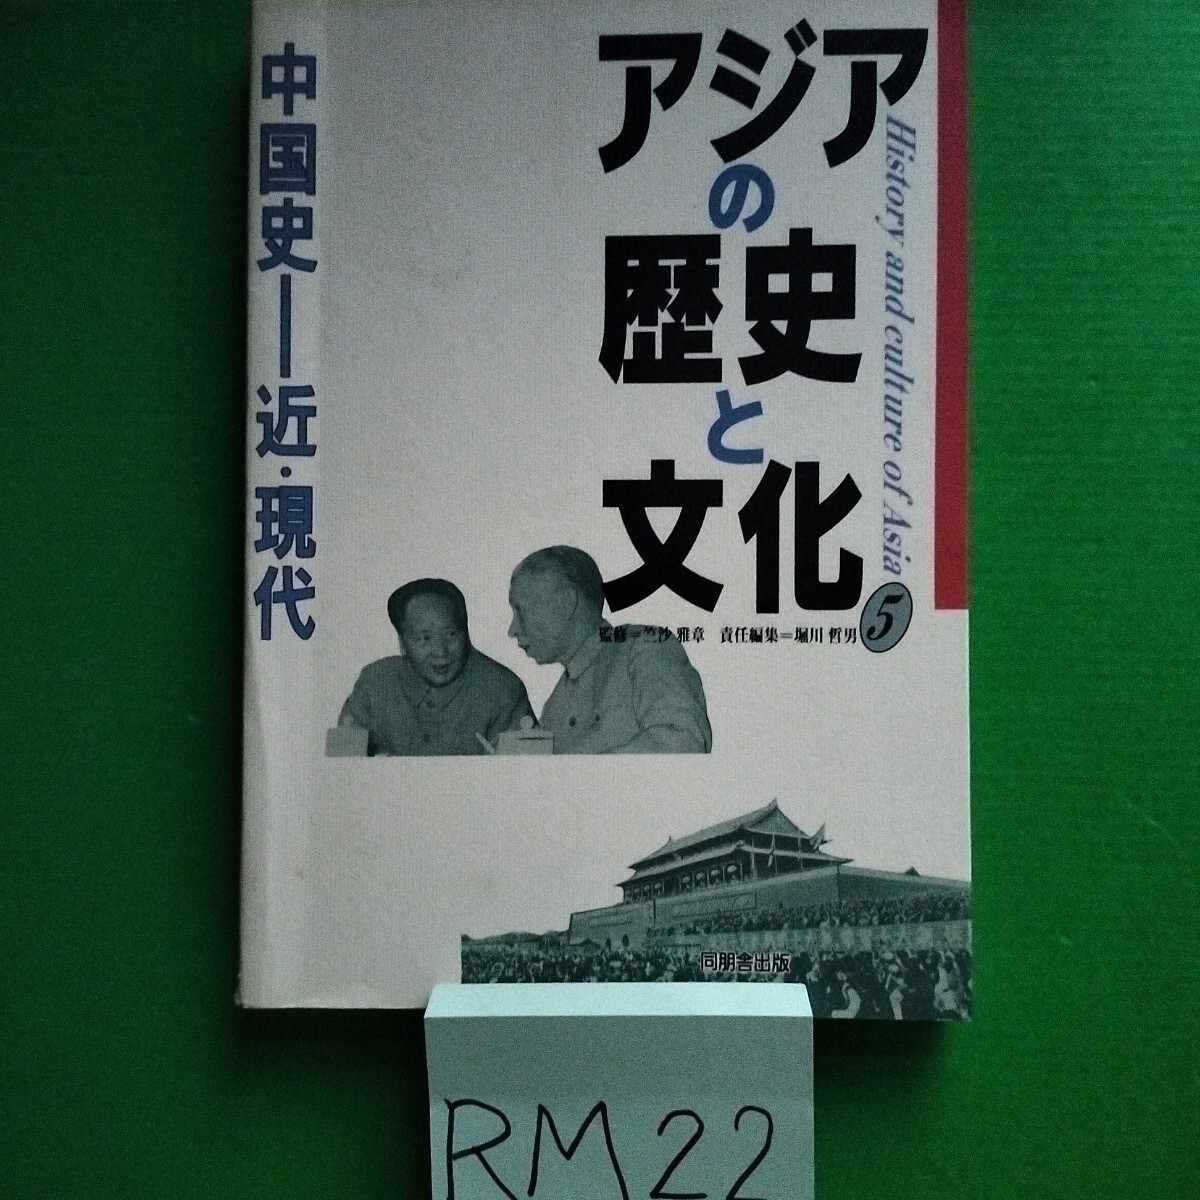 アジア
の
歴史
と
文化
History and culture of Asia
5
監修＝竺沙 雅章　責任編集＝堀川 哲男
中国史——近・現代
同朋舎出版
RM22